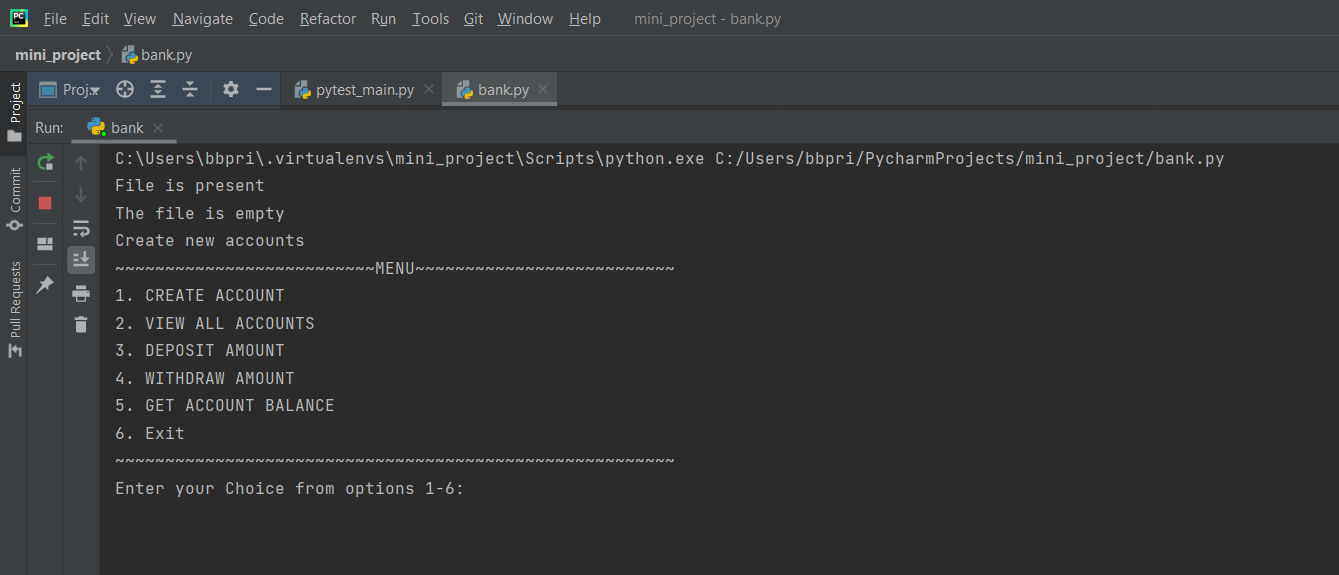 PC File Edit View Navigate Code Refactor Run Tools Git Window Help mini_project - bank.py
mini_project bank.py
Project
Proj... pytest_main.py bank.py
Run: bank
Commit
Pull Requests
C:\Users\bbpri\.virtualenvs\mini_project\Scripts\python.exe C:/Users/bbpri/PycharmProjects/mini_project/bank.py
File is present
The file is empty
Create new accounts
~~~~~~~~~~~~~~~~~~~~~~~~~~MENU~~~~~~~~~~~~~~~~~~~~~~~~~~
1. CREATE ACCOUNT
2. VIEW ALL ACCOUNTS
3. DEPOSIT AMOUNT
4. WITHDRAW AMOUNT
5. GET ACCOUNT BALANCE
6. Exit
~~~~~~~~~~~~~~~~~~~~~~~~~~~~~~~~~~~~~~~~~~~~~~~~~~~~~~~~
Enter your Choice from options 1-6: